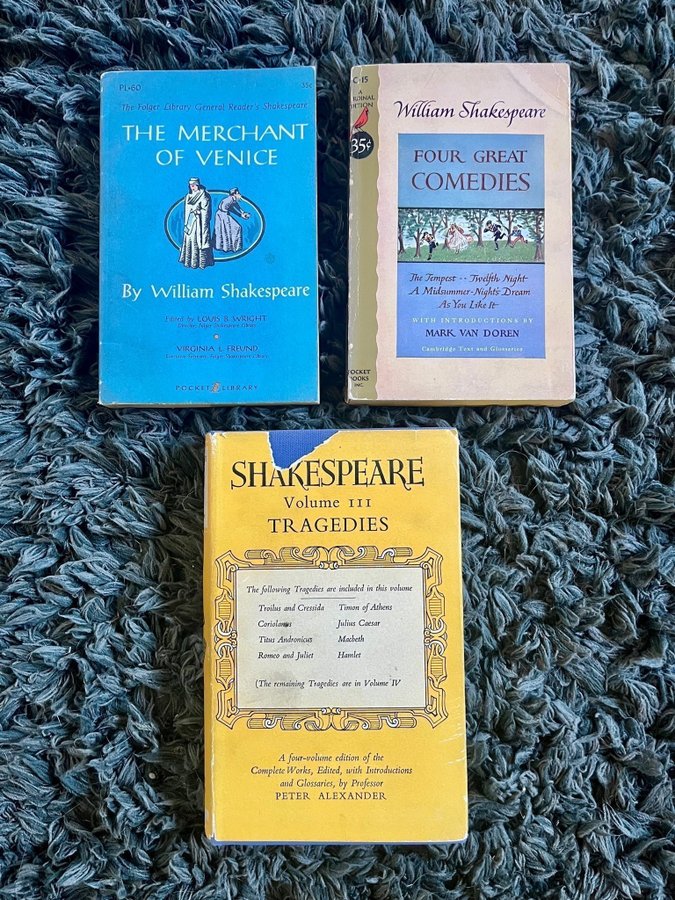 PL·60
35c
The Folger Library General Reader's Shakespeare
THE MERCHANT
OF VENICE
By William Shakespeare
Edited by LOUIS B. WRIGHT
Director, Folger Shakespeare Library
VIRGINIA L. FREUND
Executive Sergeant, Folger Shakespeare Library
POCKET LIBRARY
C-15
A
CARDINAL
EDITION
35¢
William Shakespeare
FOUR GREAT
COMEDIES
The Tempest · · Twelfth Night
A Midsummer-Night's Dream
As You Like It
WITH INTRODUCTIONS BY
MARK VAN DOREN
Cambridge Text and Glossaries
POCKET
BOOKS
INC.
SHAKESPEARE
Volume III
TRAGEDIES
The following Tragedies are included in this volume
Troilus and Cressida Timon of Athens
Coriolanus Julius Caesar
Titus Andronicus Macbeth
Romeo and Juliet Hamlet
(The remaining Tragedies are in Volume IV
A four-volume edition of the
Complete Works, Edited, with Introductions
and Glossaries, by Professor
PETER ALEXANDER